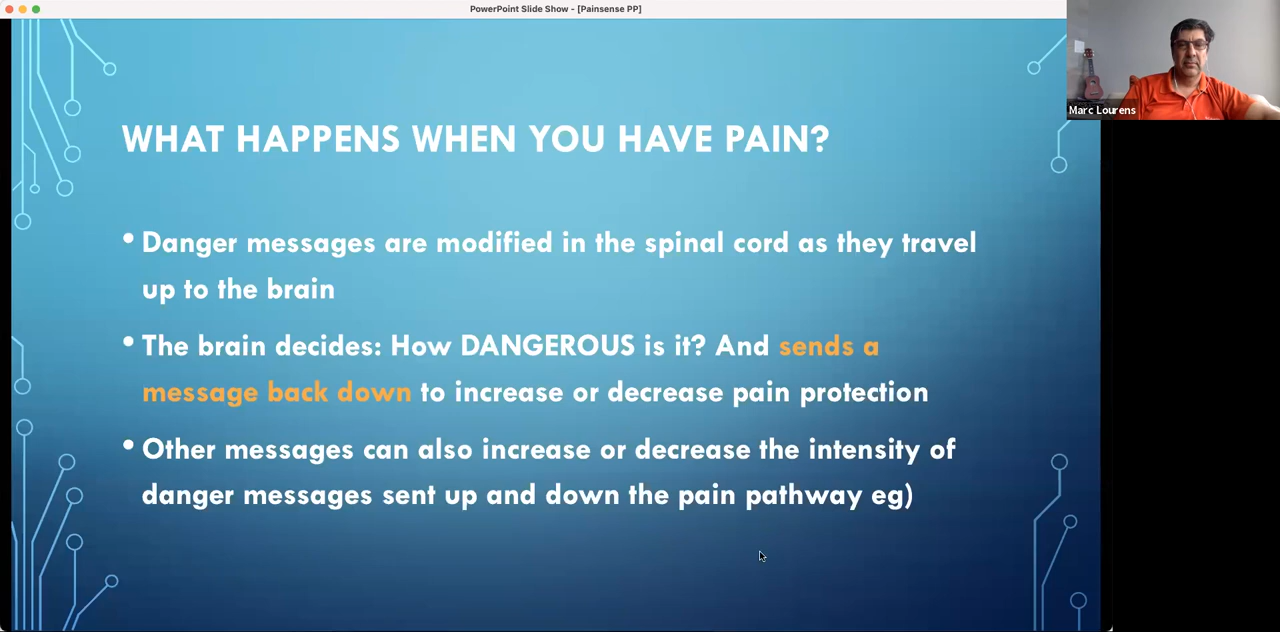 PowerPoint Slide Show - [Painsense PP]
Marc Lourens
WHAT HAPPENS WHEN YOU HAVE PAIN?
• Danger messages are modified in the spinal cord as they travel
up to the brain
• The brain decides: How DANGEROUS is it? And sends a
message back down to increase or decrease pain protection
• Other messages can also increase or decrease the intensity of
danger messages sent up and down the pain pathway eg)